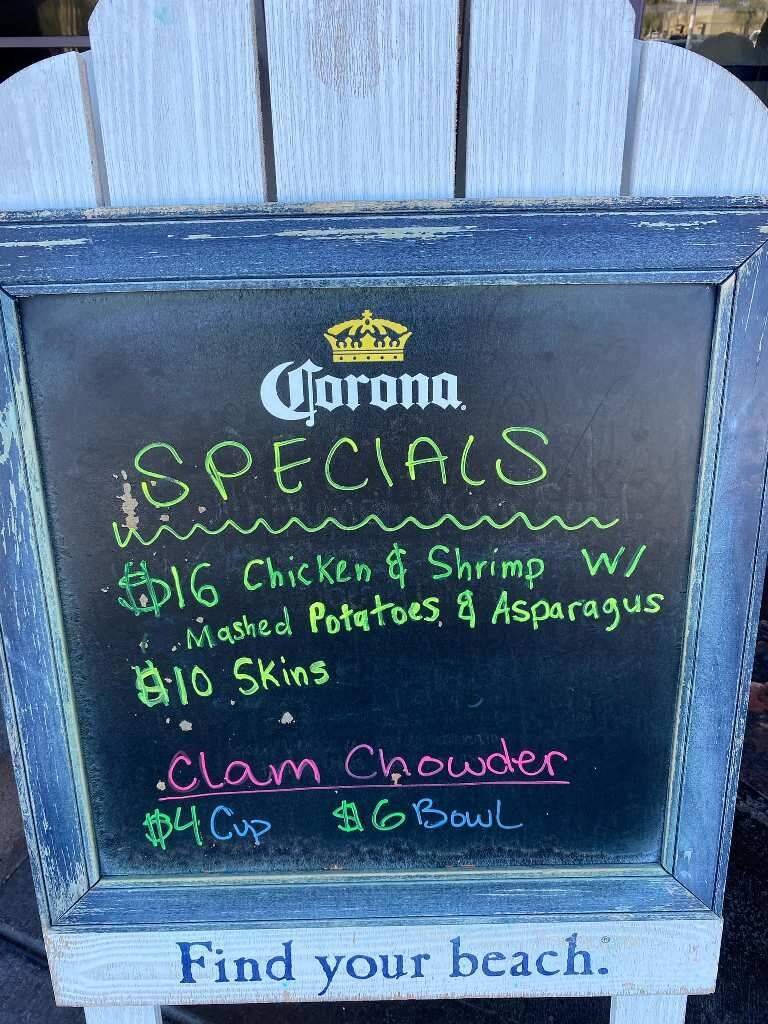 Corona
SPECIALS
$16 Chicken & Shrimp W/
Mashed Potatoes & Asparagus
$10 Skins
Clam Chowder
$4 Cup $6 Bowl
Find your beach.